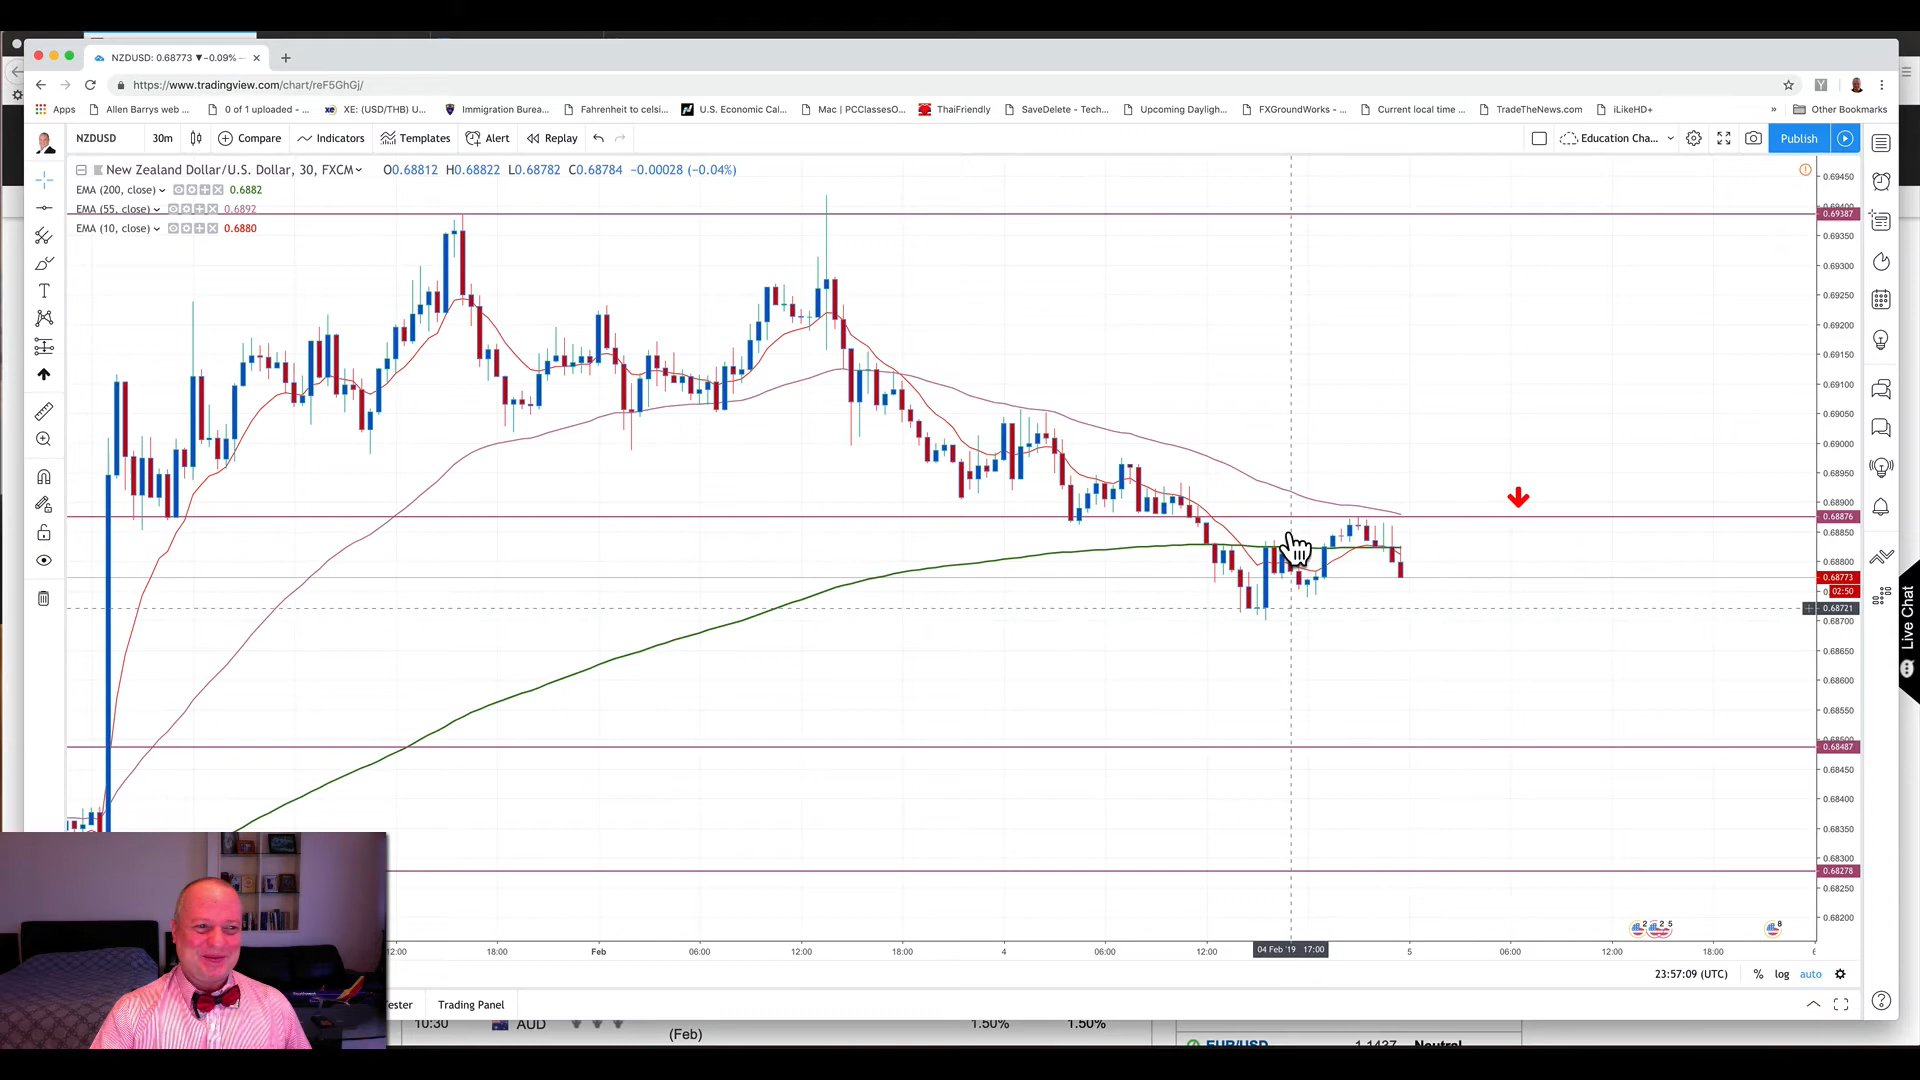 NZDUSD: 0.68773 ▼−0.09%
https://www.tradingview.com/chart/reF5GhGj/
Apps Allen Barrys web ... 0 of 1 uploaded - ... XE: (USD/THB) U... Immigration Burea... Fahrenheit to celsi... U.S. Economic Cal... Mac | PCClassesO... ThaiFriendly SaveDelete - Tech... Upcoming Dayligh... FXGroundWorks - ... Current local time ... TradeTheNews.com iLikeHD+ » Other Bookmarks
NZDUSD 30m Compare Indicators Templates Alert Replay Education Cha... Publish
New Zealand Dollar/U.S. Dollar, 30, FXCM O0.68812 H0.68822 L0.68782 C0.68784 −0.00028 (−0.04%)
EMA (200, close) 0.6882
EMA (55, close) 0.6892
EMA (10, close) 0.6880
0.69450
0.69400
0.69387
0.69350
0.69300
0.69250
0.69200
0.69150
0.69100
0.69050
0.69000
0.68950
0.68900
0.68876
0.68850
0.68800
0.68773
02:50
0.68721
0.68700
0.68650
0.68600
0.68550
0.68500
0.68487
0.68450
0.68400
0.68350
0.68300
0.68278
0.68250
0.68200
Live Chat
2 2 5 8
12:00 18:00 Feb 06:00 12:00 18:00 4 06:00 12:00 04 Feb '19 17:00 5 06:00 12:00 18:00 6
23:57:09 (UTC) % log auto
ester Trading Panel
10:30 AUD (Feb) 1.50% 1.50%
EUR/USD 1.1437 Neutral